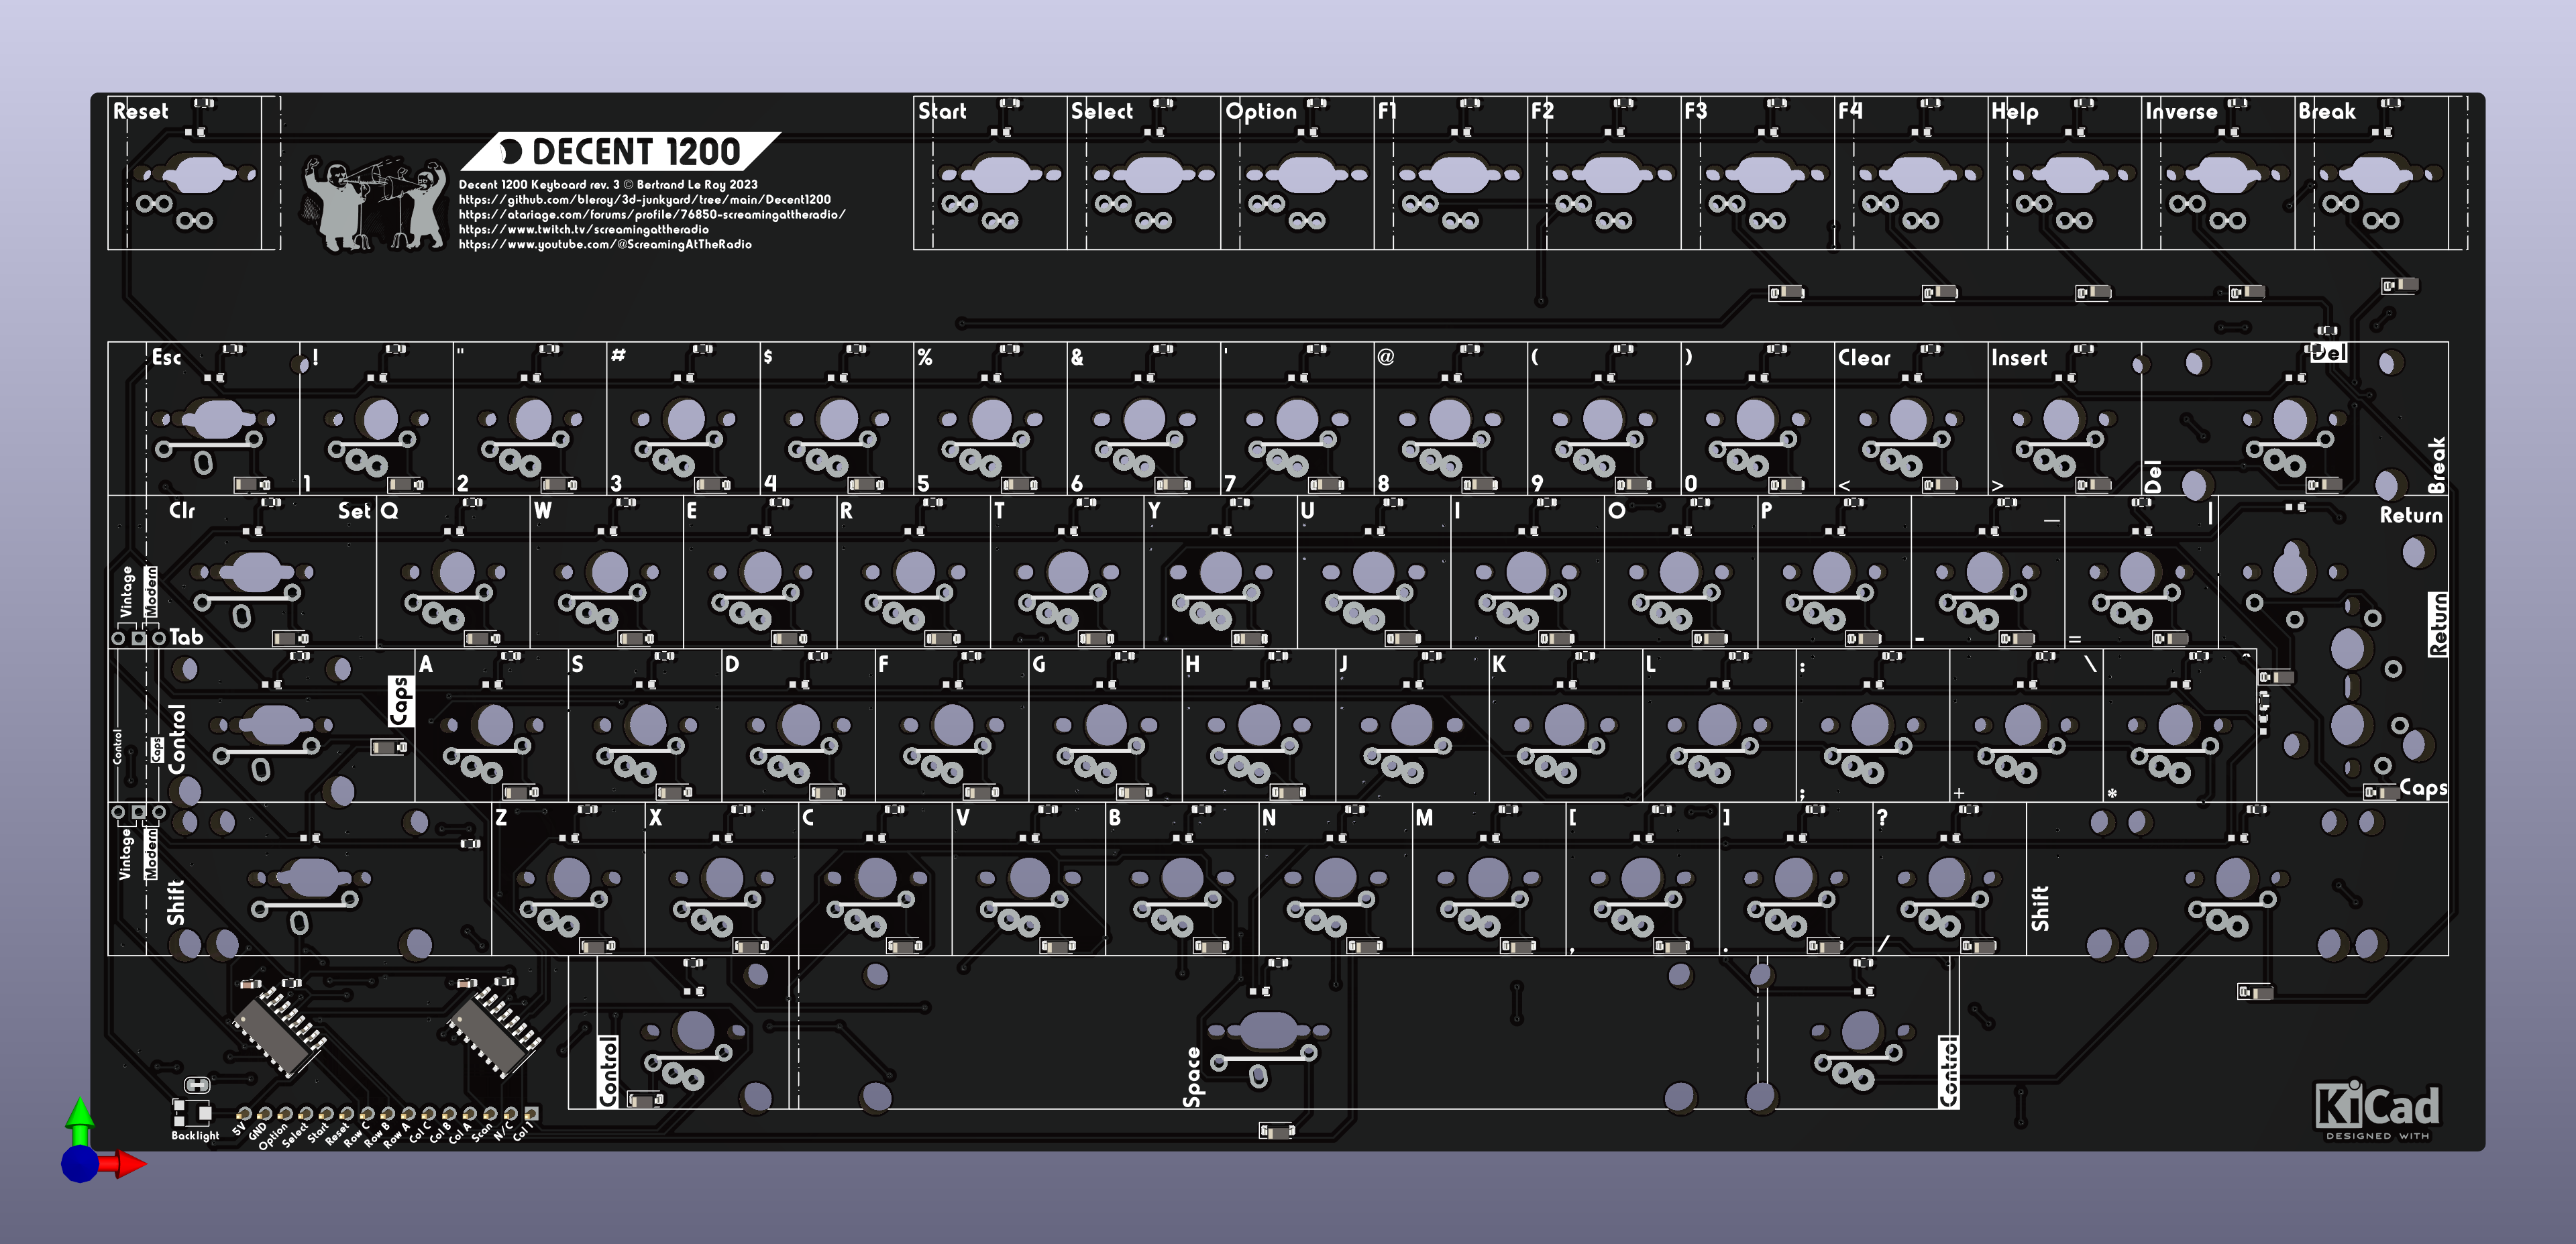 Reset
Start Select Option F1 F2 F3 F4 Help Inverse Break
DECENT 1200
Decent 1200 Keyboard rev. 3 © Bertrand Le Roy 2023
https://github.com/bleroy/3d-junkyard/tree/main/Decent1200
https://atariage.com/forums/profile/76850-screamingattheradio/
https://www.twitch.tv/screamingattheradio
https://www.youtube.com/@ScreamingAtTheRadio
Esc ! " # $ % & ' @ ( ) Clear Insert Del
1 2 3 4 5 6 7 8 9 0 < > Del Break
Clr Set Q W E R T Y U I O P _ | Return
Vintage Modern
Tab - = Return
A S D F G H J K L : \ ^
Control Caps Control Caps
; + * Caps
Z X C V B N M [ ] ?
Vintage Modern
Shift , . / Shift
Control Space Control
Backlight
5V GND Option Select Start Reset Row C Row B Row A Col C Col B Col A Scan N/C Col 1
KiCad
DESIGNED WITH